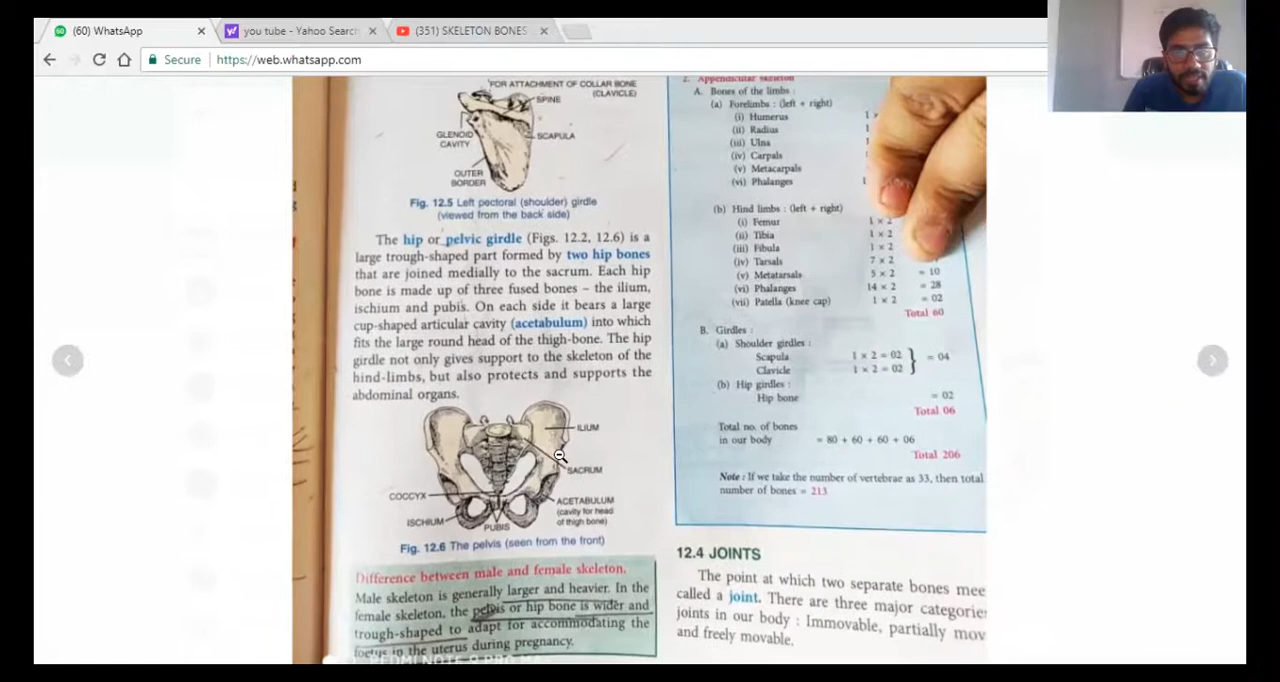 (60) WhatsApp
you tube - Yahoo Search
(351) SKELETON BONES
Secure
https://web.whatsapp.com
FOR ATTACHMENT OF COLLAR BONE
(CLAVICLE)
SPINE
GLENOID
CAVITY
SCAPULA
OUTER
BORDER
Fig. 12.5 Left pectoral (shoulder) girdle
(viewed from the back side)
The hip or pelvic girdle (Figs. 12.2, 12.6) is a
large trough-shaped part formed by two hip bones
that are joined medially to the sacrum. Each hip
bone is made up of three fused bones – the ilium,
ischium and pubis. On each side it bears a large
cup-shaped articular cavity (acetabulum) into which
fits the large round head of the thigh-bone. The hip
girdle not only gives support to the skeleton of the
hind-limbs, but also protects and supports the
abdominal organs.
ILIUM
SACRUM
COCCYX
ACETABULUM
(cavity for head
of thigh bone)
ISCHIUM
PUBIS
Fig. 12.6 The pelvis (seen from the front)
Difference between male and female skeleton.
Male skeleton is generally larger and heavier. In the
female skeleton, the pelvis or hip bone is wider and
trough-shaped to adapt for accommodating the
foetus in the uterus during pregnancy.
2. Appendicular skeleton
A. Bones of the limbs :
(a) Forelimbs : (left + right)
(i) Humerus 1
(ii) Radius 1
(iii) Ulna
(iv) Carpals
(v) Metacarpals
(vi) Phalanges
(b) Hind limbs : (left + right)
(i) Femur 1 × 2
(ii) Tibia 1 × 2
(iii) Fibula 1 × 2
(iv) Tarsals 7 × 2
(v) Metatarsals 5 × 2 = 10
(vi) Phalanges 14 × 2 = 28
(vii) Patella (knee cap) 1 × 2 = 02
Total 60
B. Girdles :
(a) Shoulder girdles :
Scapula 1 × 2 = 02
Clavicle 1 × 2 = 02 } = 04
(b) Hip girdles :
Hip bone = 02
Total 06
Total no. of bones
in our body = 80 + 60 + 60 + 06
Total 206
Note : If we take the number of vertebrae as 33, then total
number of bones = 213
12.4 JOINTS
The point at which two separate bones mee
called a joint. There are three major categorie
joints in our body : Immovable, partially mov
and freely movable.